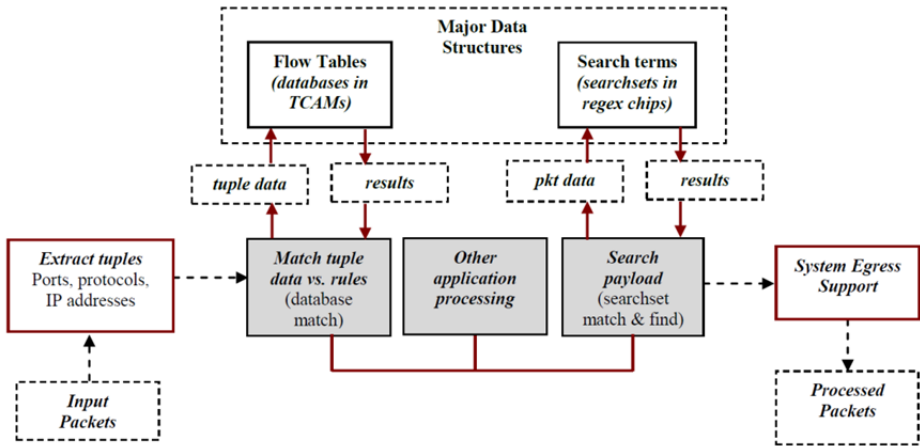 Major Data
Structures
Flow Tables
(databases in
TCAMs)
Search terms
(searchsets in
regex chips)
tuple data
results
pkt data
results
Extract tuples
Ports, protocols,
IP addresses
Match tuple
data vs. rules
(database
match)
Other
application
processing
Search
payload
(searchset
match & find)
System Egress
Support
Input
Packets
Processed
Packets